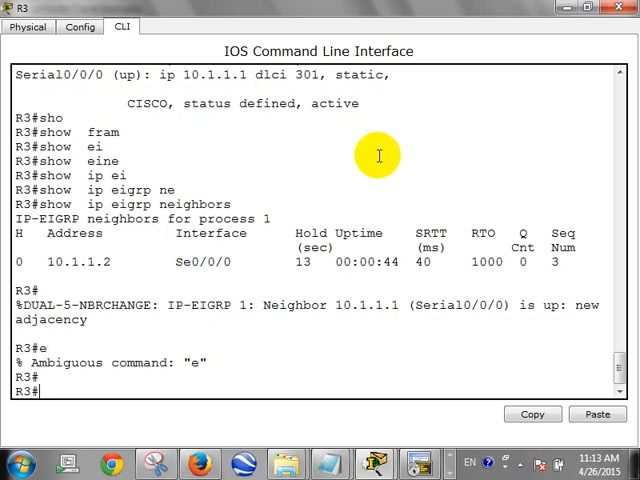 R3
Physical Config CLI
IOS Command Line Interface
Serial0/0/0 (up): ip 10.1.1.1 dlci 301, static,
CISCO, status defined, active
R3#sho
R3#show fram
R3#show ei
R3#show eine
R3#show ip ei
R3#show ip eigrp ne
R3#show ip eigrp neighbors
IP-EIGRP neighbors for process 1
H Address Interface Hold Uptime SRTT RTO Q Seq
(sec) (ms) Cnt Num
0 10.1.1.2 Se0/0/0 13 00:00:44 40 1000 0 3
R3#
%DUAL-5-NBRCHANGE: IP-EIGRP 1: Neighbor 10.1.1.1 (Serial0/0/0) is up: new
adjacency
R3#e
% Ambiguous command: "e"
R3#
R3#
Copy Paste
EN 11:13 AM
4/26/2015